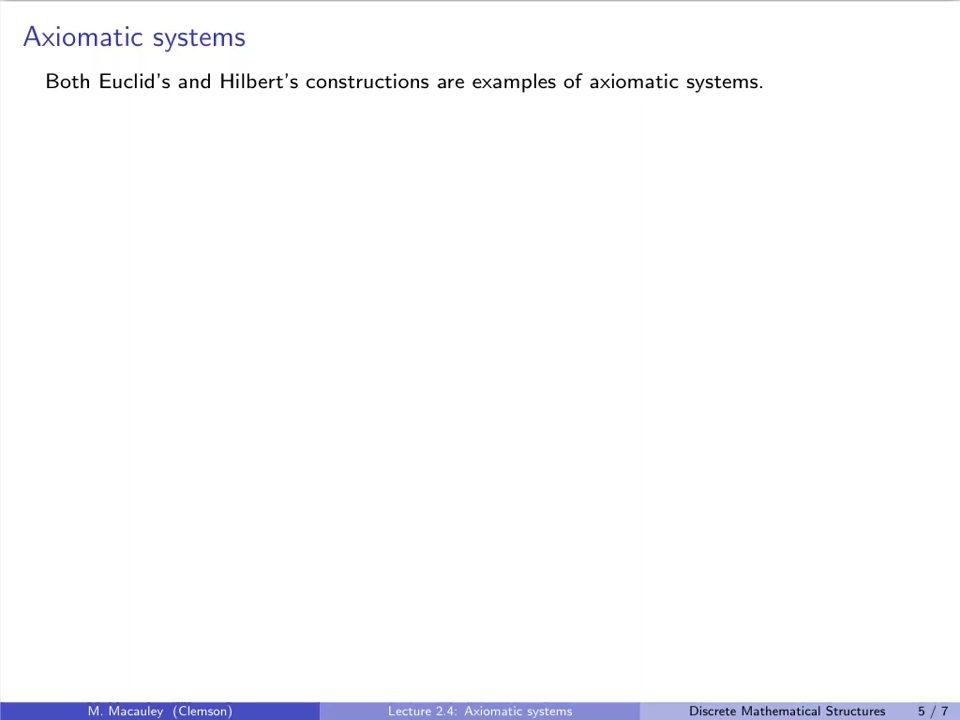 Axiomatic systems
Both Euclid's and Hilbert's constructions are examples of axiomatic systems.
M. Macauley (Clemson)
Lecture 2.4: Axiomatic systems
Discrete Mathematical Structures
5 / 7